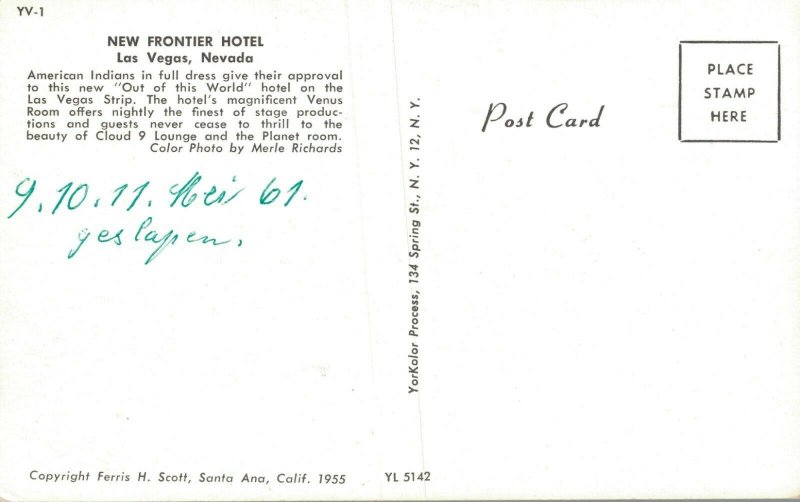 YV-1
NEW FRONTIER HOTEL
Las Vegas, Nevada
American Indians in full dress give their approval
to this new "Out of this World" hotel on the
Las Vegas Strip. The hotel's magnificent Venus
Room offers nightly the finest of stage produc-
tions and guests never cease to thrill to the
beauty of Cloud 9 Lounge and the Planet room.
Color Photo by Merle Richards
9.10.11. Mei 61.
geslapen.
Copyright Ferris H. Scott, Santa Ana, Calif. 1955
YL 5142
YorKolor Process, 134 Spring St., N. Y. 12, N. Y.
Post Card
PLACE
STAMP
HERE